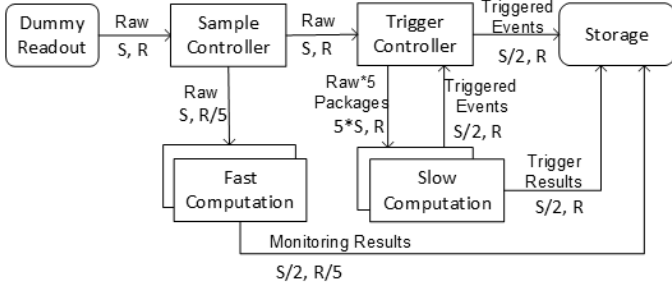 Dummy
Readout
Raw
S, R
Sample
Controller
Raw
S, R
Trigger
Controller
Triggered
Events
S/2, R
Storage
Raw
S, R/5
Raw*5
Packages
5*S, R
Triggered
Events
S/2, R
Fast
Computation
Slow
Computation
Trigger
Results
S/2, R
Monitoring Results
S/2, R/5